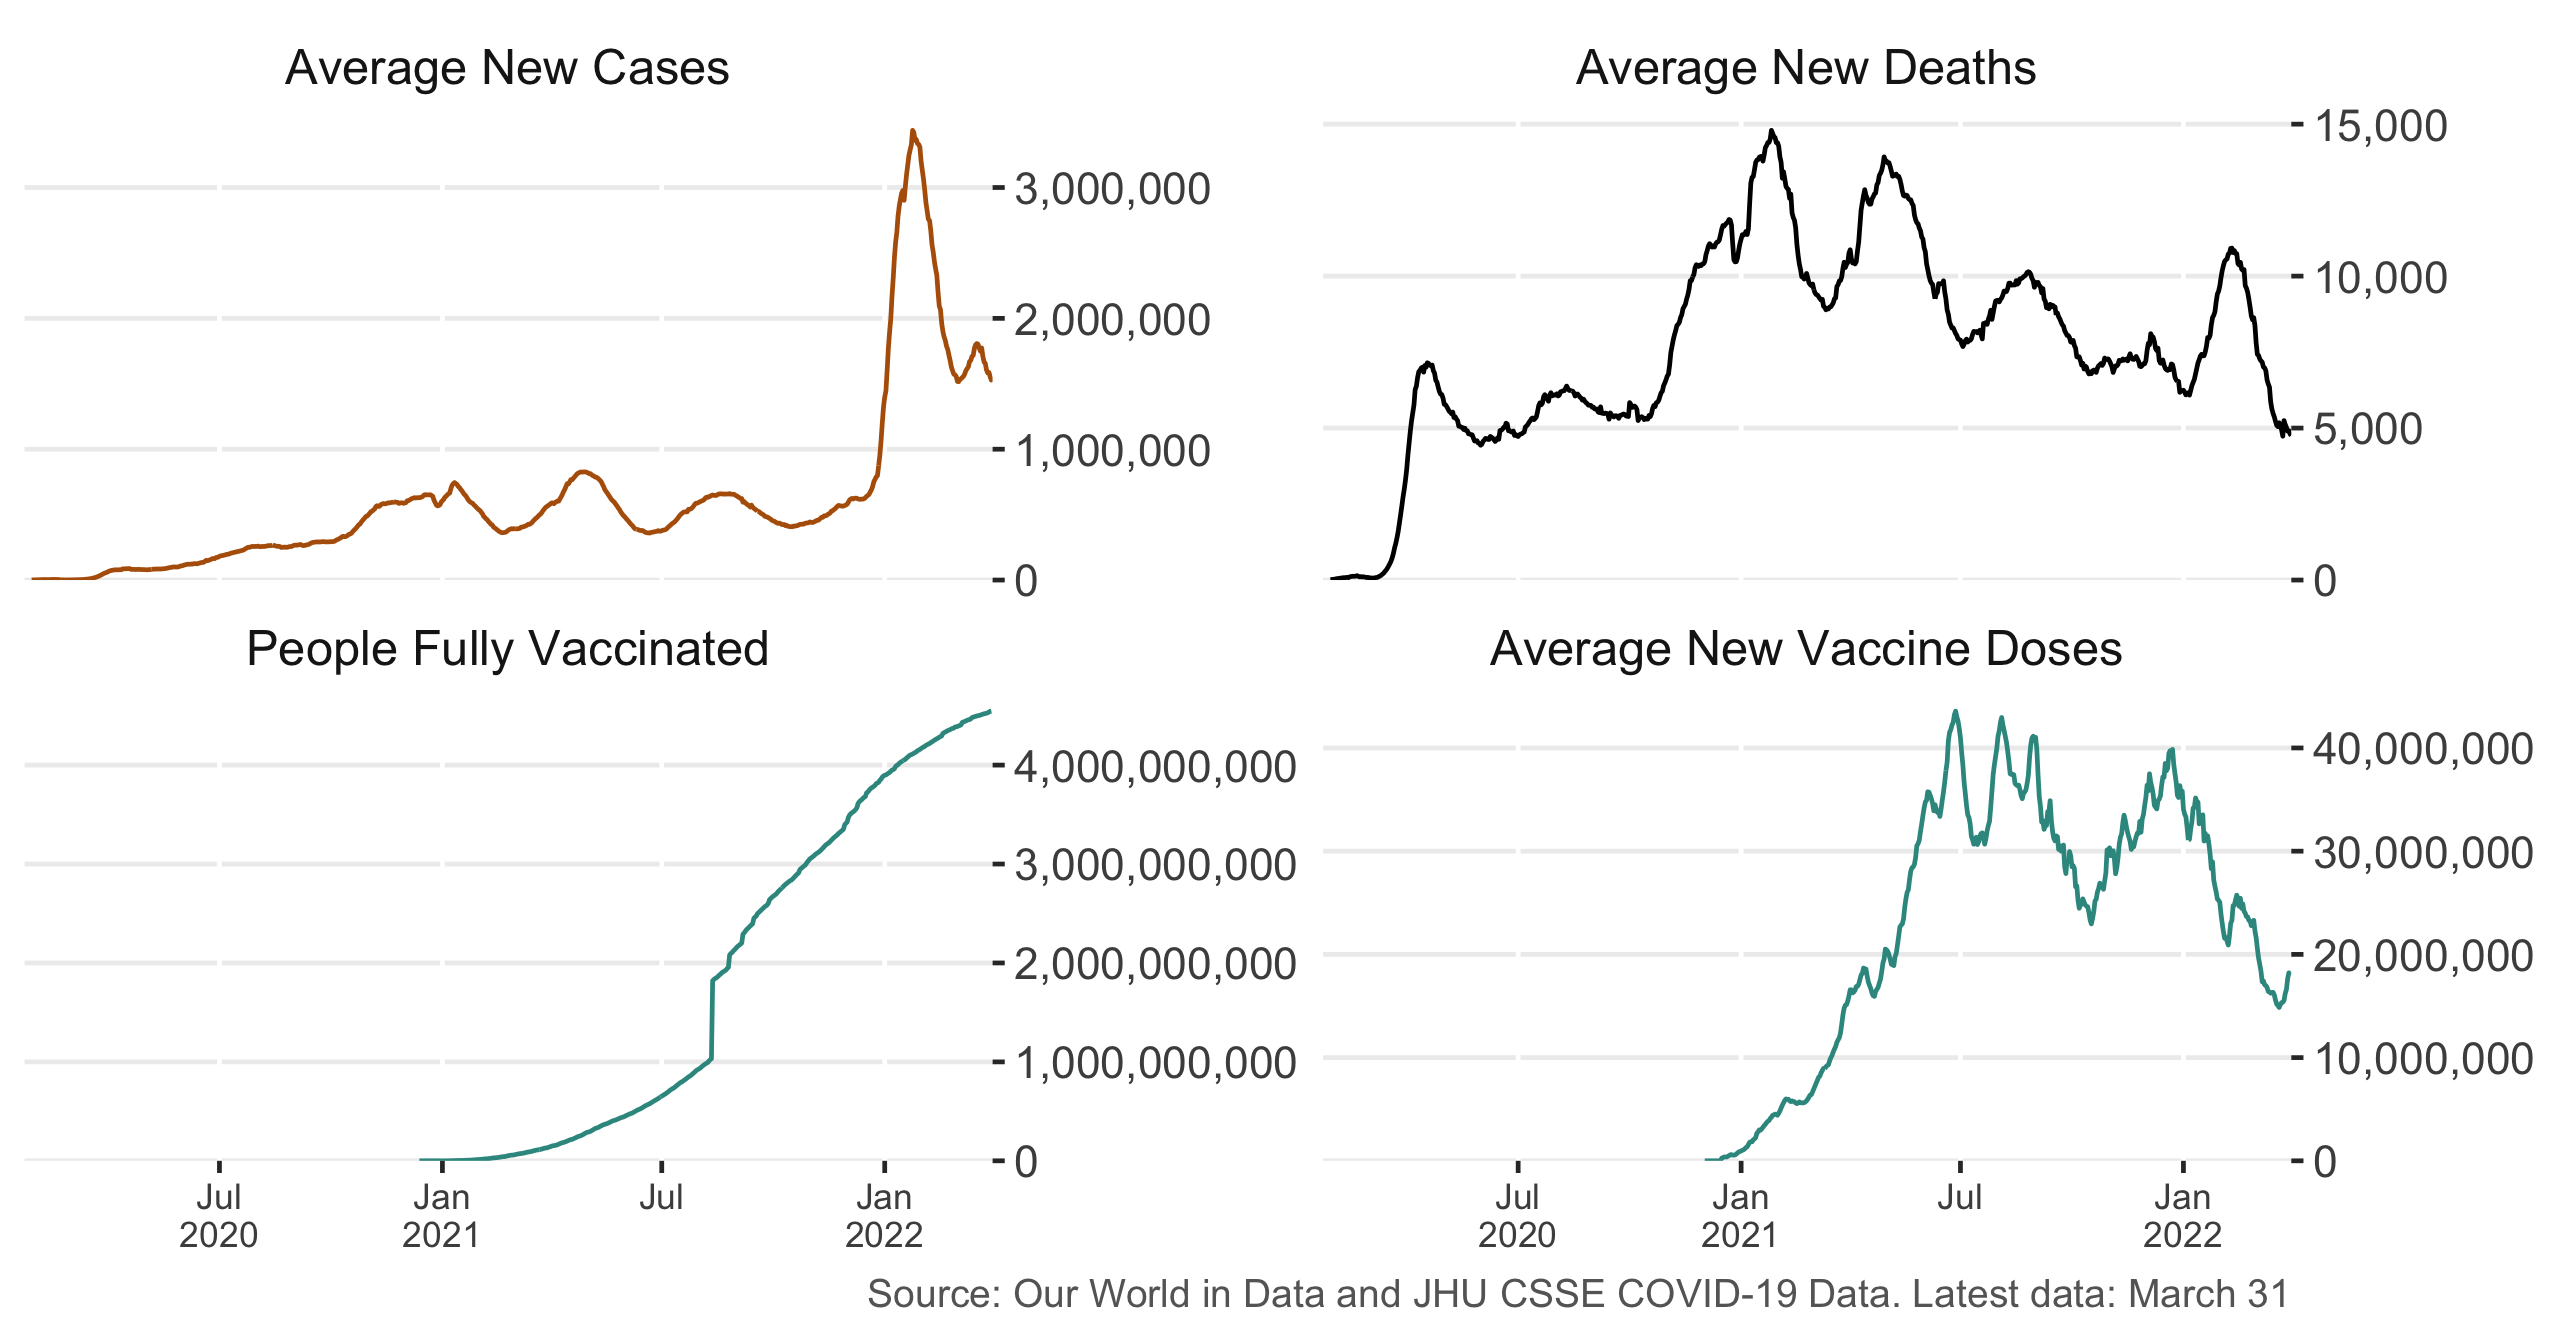 Average New Cases
3,000,000
2,000,000
1,000,000
0
Average New Deaths
15,000
10,000
5,000
0
People Fully Vaccinated
4,000,000,000
3,000,000,000
2,000,000,000
1,000,000,000
0
Jul
2020
Jan
2021
Jul
Jan
2022
Average New Vaccine Doses
40,000,000
30,000,000
20,000,000
10,000,000
0
Jul
2020
Jan
2021
Jul
Jan
2022
Source: Our World in Data and JHU CSSE COVID-19 Data. Latest data: March 31